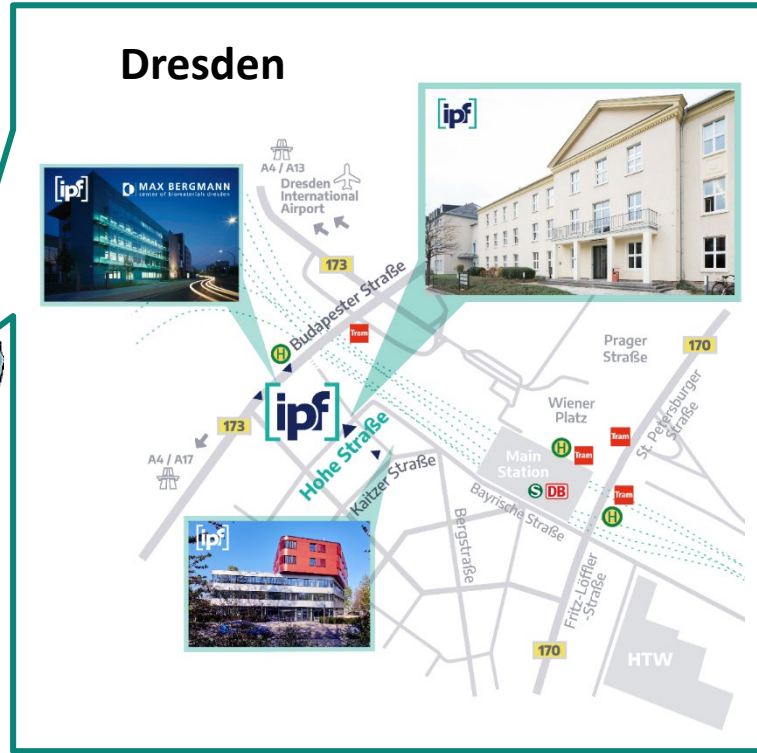 Dresden
[ipf]
A4 / A13
[ipf]
MAX BERGMANN
center of biomaterials dresden
Dresden
International
Airport
173
Budapester Straße
Tram
H
Prager
Straße
170
St. Petersburger
Straße
Wiener
Platz
[ipf]
173
Hohe Straße
A4 / A17
Kaitzer Straße
Main
Station
H
Tram
Tram
S
DB
Tram
H
Bayrische Straße
Bergstraße
[ipf]
Fritz-Löffler
-Straße
170
HTW